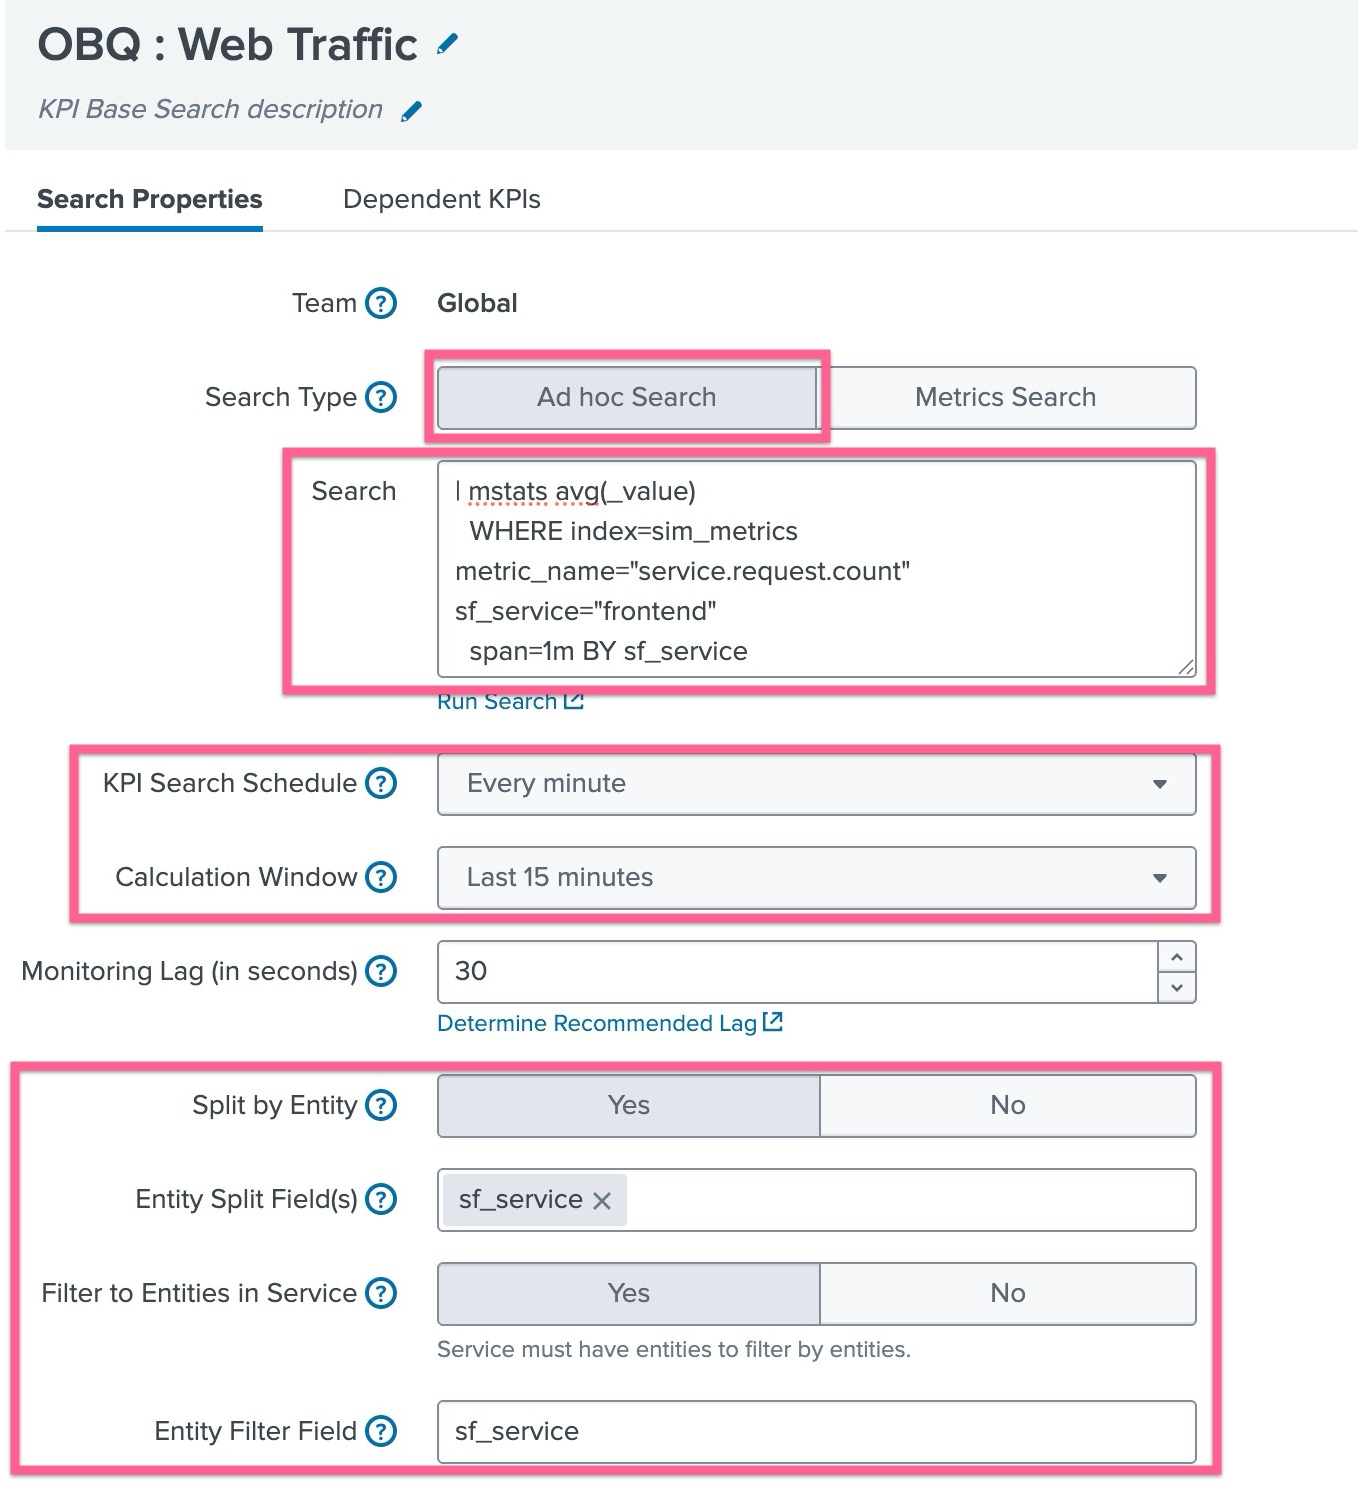 OBQ : Web Traffic
KPI Base Search description
Search Properties Dependent KPIs
Team ? Global
Search Type ? Ad hoc Search Metrics Search
Search | mstats avg(_value)
WHERE index=sim_metrics
metric_name="service.request.count"
sf_service="frontend"
span=1m BY sf_service
Run Search
KPI Search Schedule ? Every minute
Calculation Window ? Last 15 minutes
Monitoring Lag (in seconds) ? 30
Determine Recommended Lag
Split by Entity ? Yes No
Entity Split Field(s) ? sf_service
Filter to Entities in Service ? Yes No
Service must have entities to filter by entities.
Entity Filter Field ? sf_service